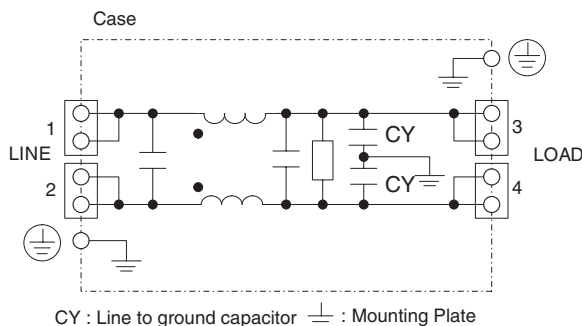 Case
1
3
CY
LINE
LOAD
CY
2
4
CY : Line to ground capacitor ⏚ : Mounting Plate